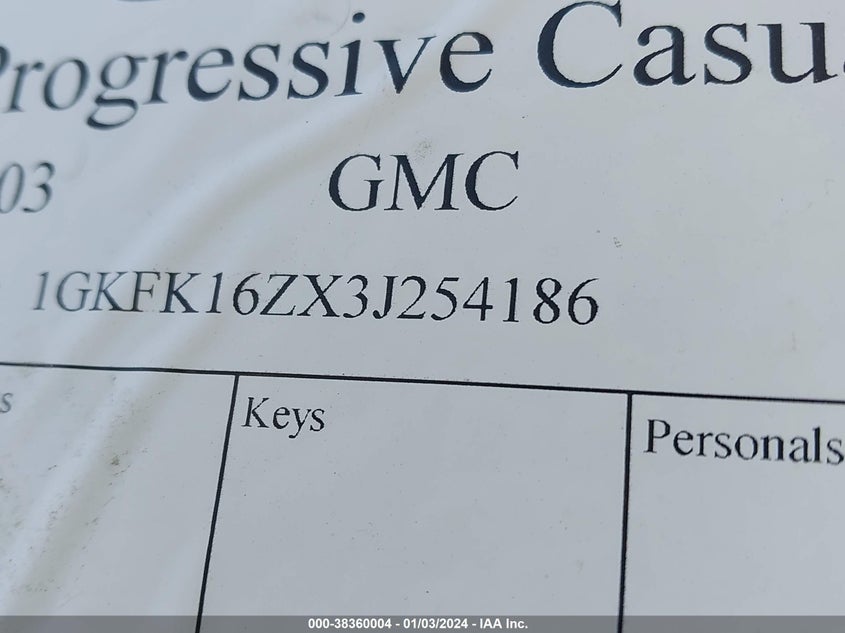 Progressive Casu
03 GMC
1GKFK16ZX3J254186
s Keys Personals
000-38360004 - 01/03/2024 - IAA Inc.